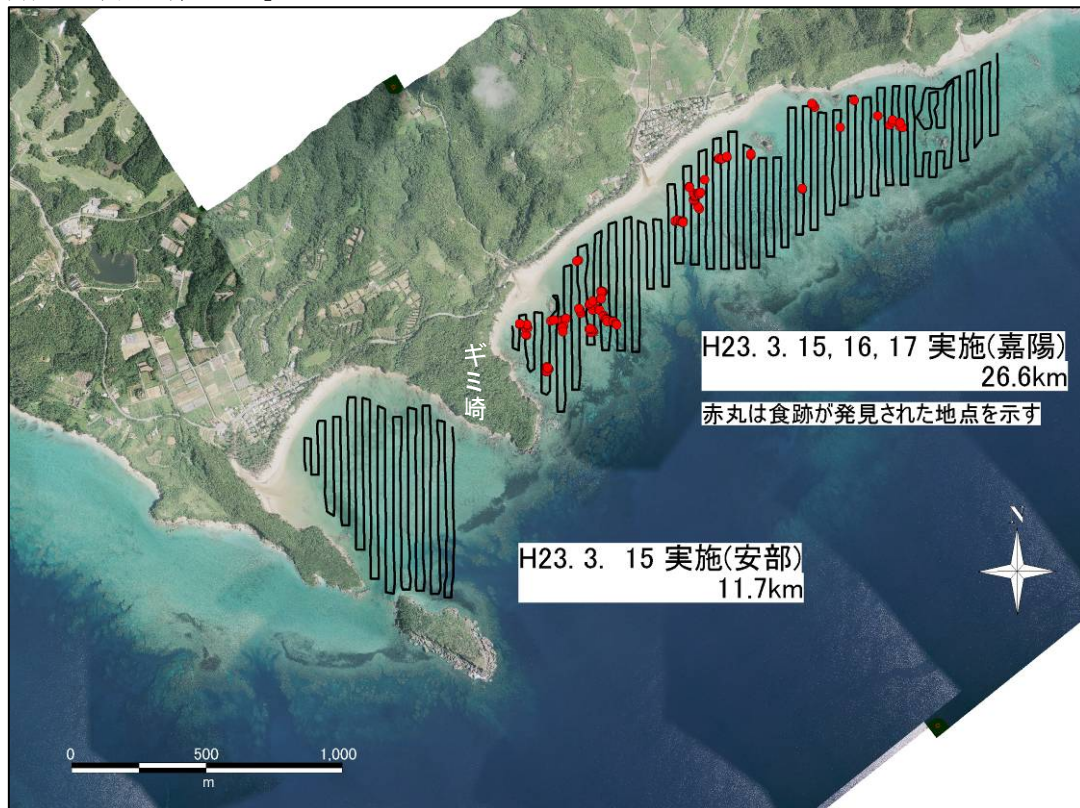 ギミ崎
H23. 3. 15, 16, 17 実施(嘉陽)
26.6km
赤丸は食跡が発見された地点を示す
N
H23. 3. 15 実施(安部)
11.7km
0 500 1,000
m